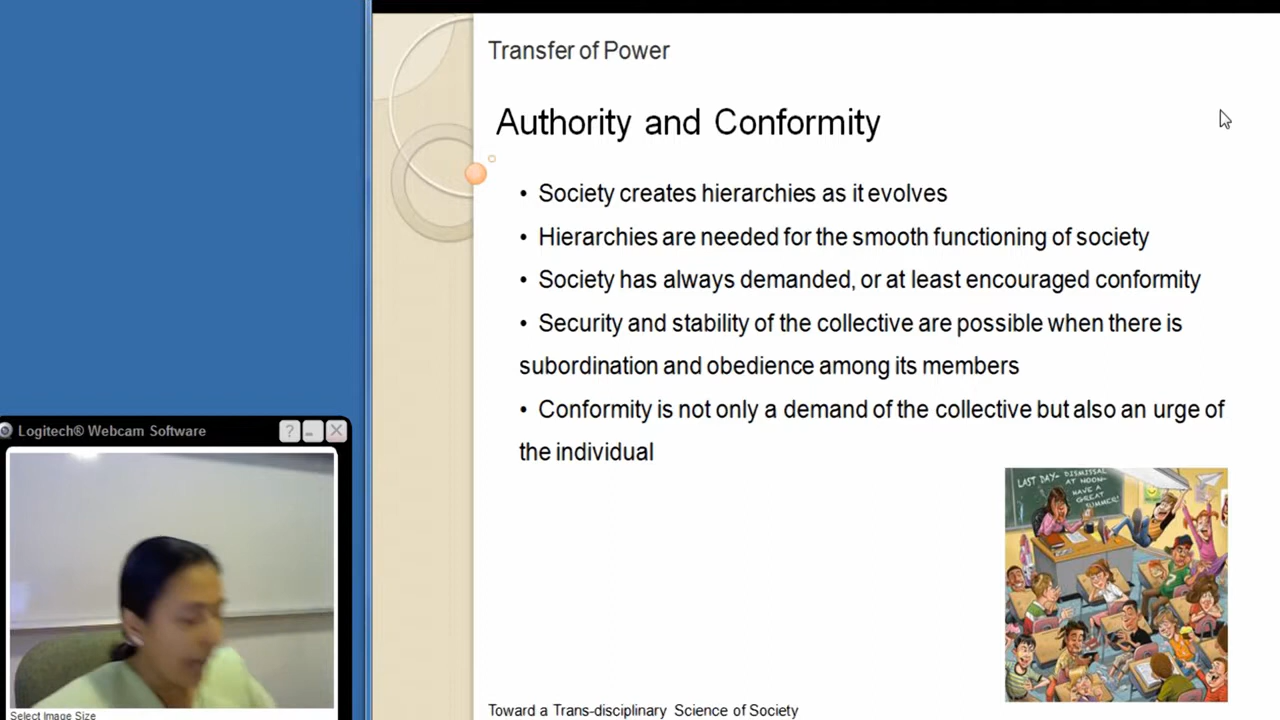 Transfer of Power
Authority and Conformity
• Society creates hierarchies as it evolves
• Hierarchies are needed for the smooth functioning of society
• Society has always demanded, or at least encouraged conformity
• Security and stability of the collective are possible when there is
subordination and obedience among its members
• Conformity is not only a demand of the collective but also an urge of
the individual
Logitech® Webcam Software
LAST DAY- DISMISSAL
AT NOON-
HAVE A
GREAT
SUMMER!
Toward a Trans-disciplinary Science of Society
Select Image Size